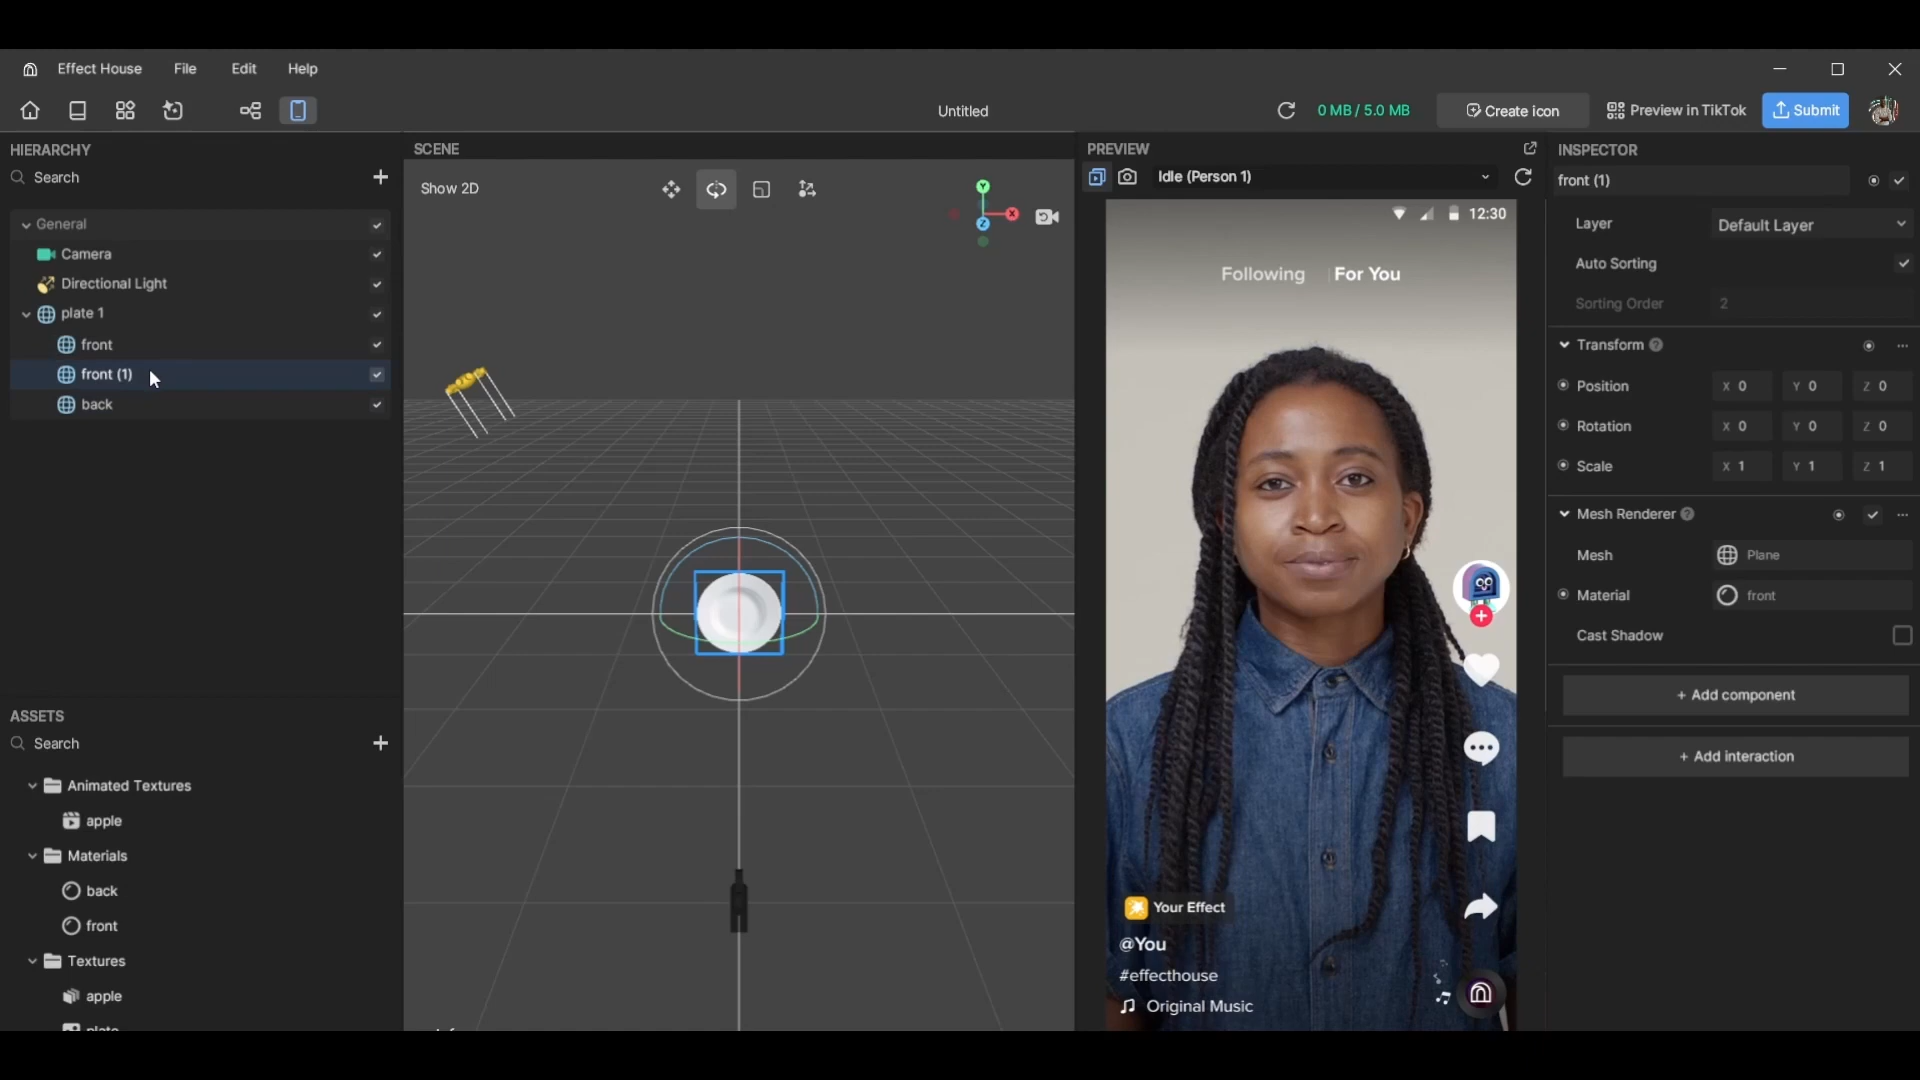 Effect House File Edit Help
Untitled
0 MB / 5.0 MB
Create icon
Preview in TikTok
Submit
HIERARCHY
Search
General
Camera
Directional Light
plate 1
front
front (1)
back
ASSETS
Search
Animated Textures
apple
Materials
back
front
Textures
apple
SCENE
Show 2D
Y
X
Z
PREVIEW
Idle (Person 1)
12:30
Following For You
Your Effect
@You
#effecthouse
Original Music
INSPECTOR
front (1)
Layer Default Layer
Auto Sorting
Sorting Order 2
Transform
Position X 0 Y 0 Z 0
Rotation X 0 Y 0 Z 0
Scale X 1 Y 1 Z 1
Mesh Renderer
Mesh Plane
Material front
Cast Shadow
+ Add component
+ Add interaction